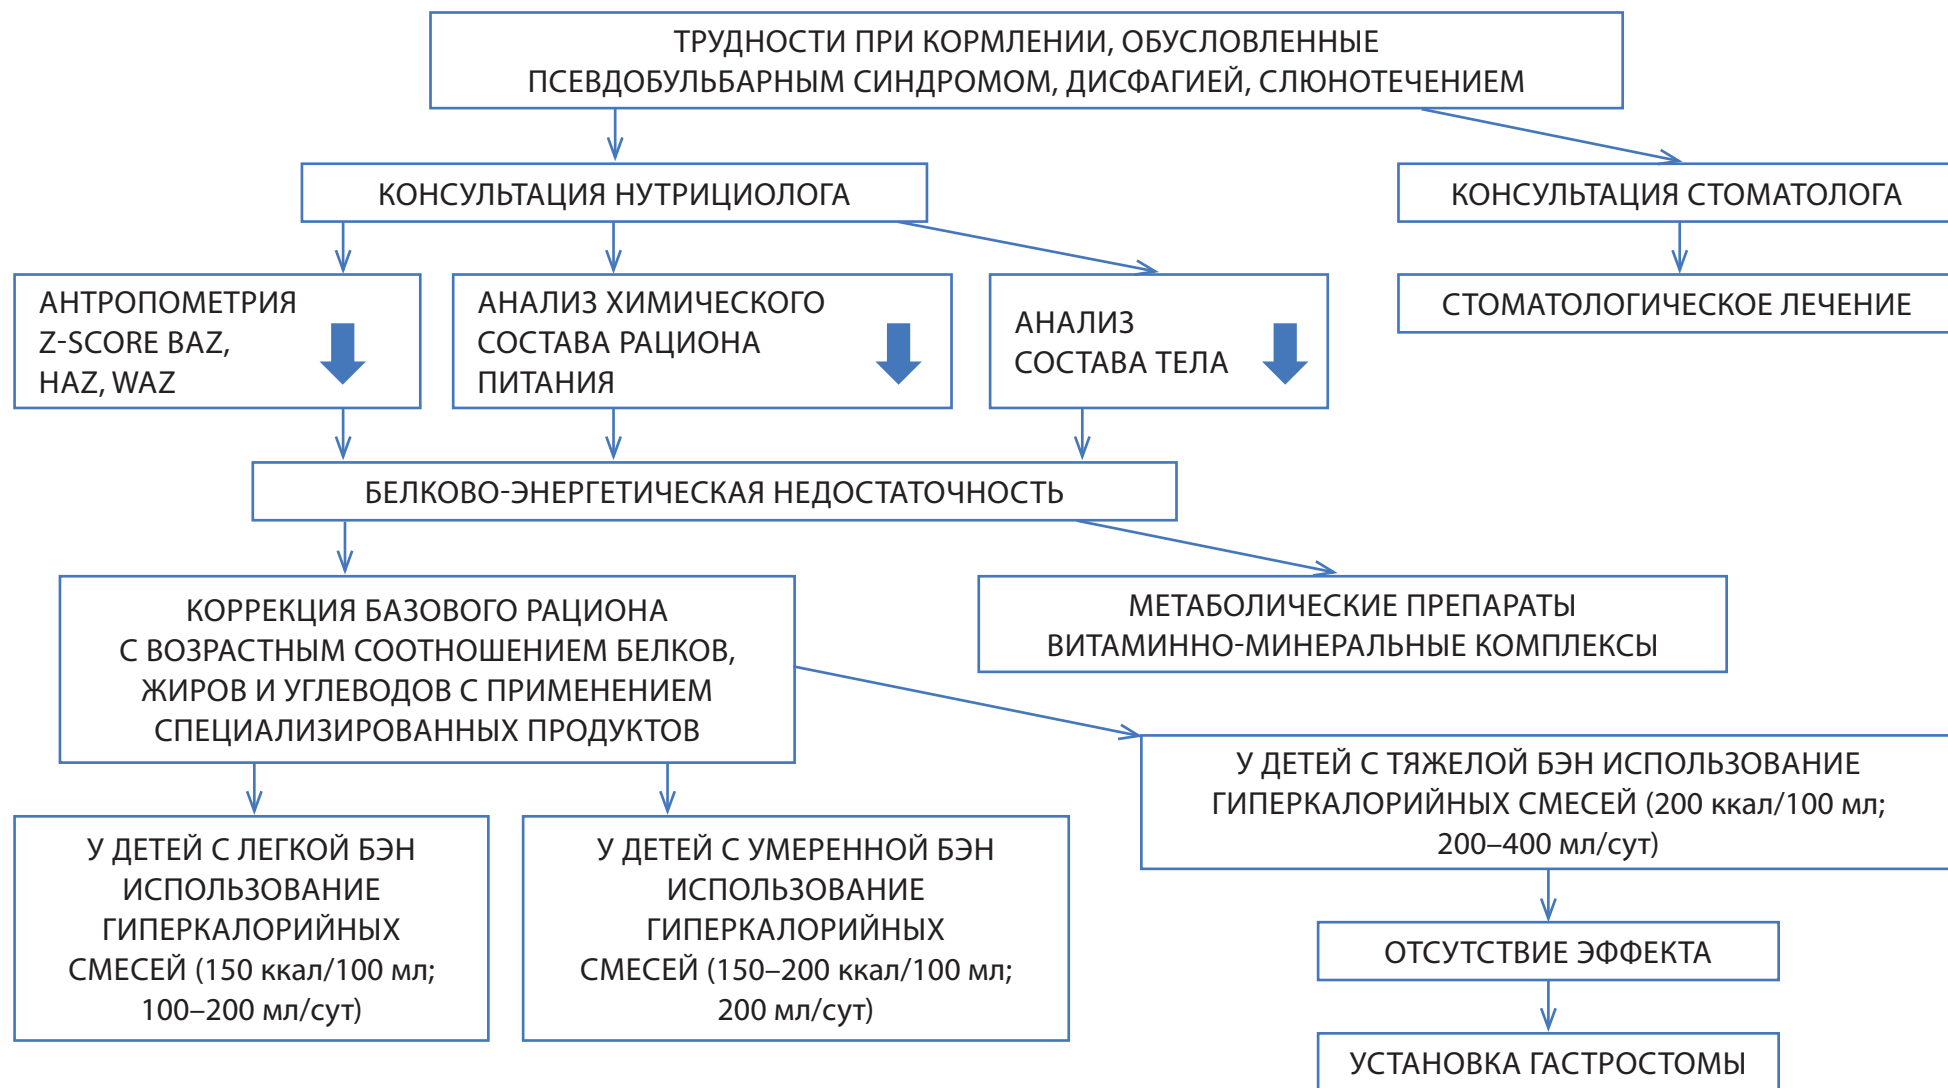 ТРУДНОСТИ ПРИ КОРМЛЕНИИ, ОБУСЛОВЛЕННЫЕ
ПСЕВДОБУЛЬБАРНЫМ СИНДРОМОМ, ДИСФАГИЕЙ, СЛЮНОТЕЧЕНИЕМ
КОНСУЛЬТАЦИЯ НУТРИЦИОЛОГА
КОНСУЛЬТАЦИЯ СТОМАТОЛОГА
АНТРОПОМЕТРИЯ
Z-SCORE BAZ,
HAZ, WAZ
АНАЛИЗ ХИМИЧЕСКОГО
СОСТАВА РАЦИОНА
ПИТАНИЯ
АНАЛИЗ
СОСТАВА ТЕЛА
СТОМАТОЛОГИЧЕСКОЕ ЛЕЧЕНИЕ
БЕЛКОВО-ЭНЕРГЕТИЧЕСКАЯ НЕДОСТАТОЧНОСТЬ
КОРРЕКЦИЯ БАЗОВОГО РАЦИОНА
С ВОЗРАСТНЫМ СООТНОШЕНИЕМ БЕЛКОВ,
ЖИРОВ И УГЛЕВОДОВ С ПРИМЕНЕНИЕМ
СПЕЦИАЛИЗИРОВАННЫХ ПРОДУКТОВ
МЕТАБОЛИЧЕСКИЕ ПРЕПАРАТЫ
ВИТАМИННО-МИНЕРАЛЬНЫЕ КОМПЛЕКСЫ
У ДЕТЕЙ С ЛЕГКОЙ БЭН
ИСПОЛЬЗОВАНИЕ
ГИПЕРКАЛОРИЙНЫХ
СМЕСЕЙ (150 ккал/100 мл;
100–200 мл/сут)
У ДЕТЕЙ С УМЕРЕННОЙ БЭН
ИСПОЛЬЗОВАНИЕ
ГИПЕРКАЛОРИЙНЫХ
СМЕСЕЙ (150–200 ккал/100 мл;
200 мл/сут)
У ДЕТЕЙ С ТЯЖЕЛОЙ БЭН ИСПОЛЬЗОВАНИЕ
ГИПЕРКАЛОРИЙНЫХ СМЕСЕЙ (200 ккал/100 мл;
200–400 мл/сут)
ОТСУТСТВИЕ ЭФФЕКТА
УСТАНОВКА ГАСТРОСТОМЫ